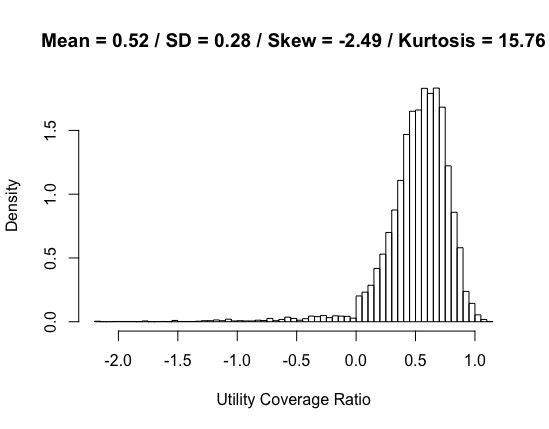 Mean = 0.52 / SD = 0.28 / Skew = -2.49 / Kurtosis = 15.76
Density
1.5
1.0
0.5
0.0
-2.0 -1.5 -1.0 -0.5 0.0 0.5 1.0
Utility Coverage Ratio